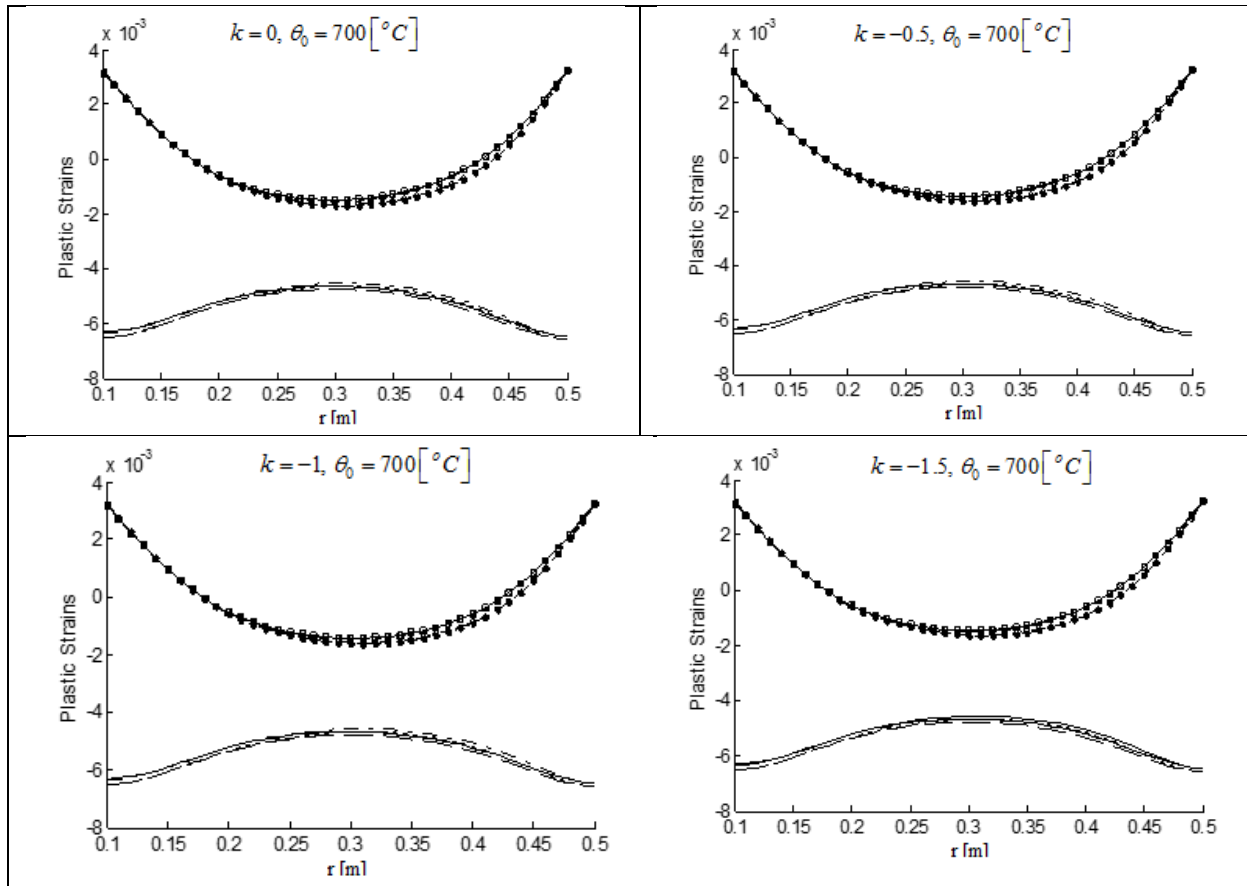 k = 0, θ₀ = 700 [°C]
x 10⁻³
4
2
0
-2
-4
-6
-8
Plastic Strains
0.1 0.15 0.2 0.25 0.3 0.35 0.4 0.45 0.5
r [m]
k = −0.5, θ₀ = 700 [°C]
x 10⁻³
4
2
0
-2
-4
-6
-8
Plastic Strains
0.1 0.15 0.2 0.25 0.3 0.35 0.4 0.45 0.5
r [m]
k = −1, θ₀ = 700 [°C]
x 10⁻³
4
2
0
-2
-4
-6
-8
Plastic Strains
0.1 0.15 0.2 0.25 0.3 0.35 0.4 0.45 0.5
r [m]
k = −1.5, θ₀ = 700 [°C]
x 10⁻³
4
2
0
-2
-4
-6
-8
Plastic Strains
0.1 0.15 0.2 0.25 0.3 0.35 0.4 0.45 0.5
r [m]